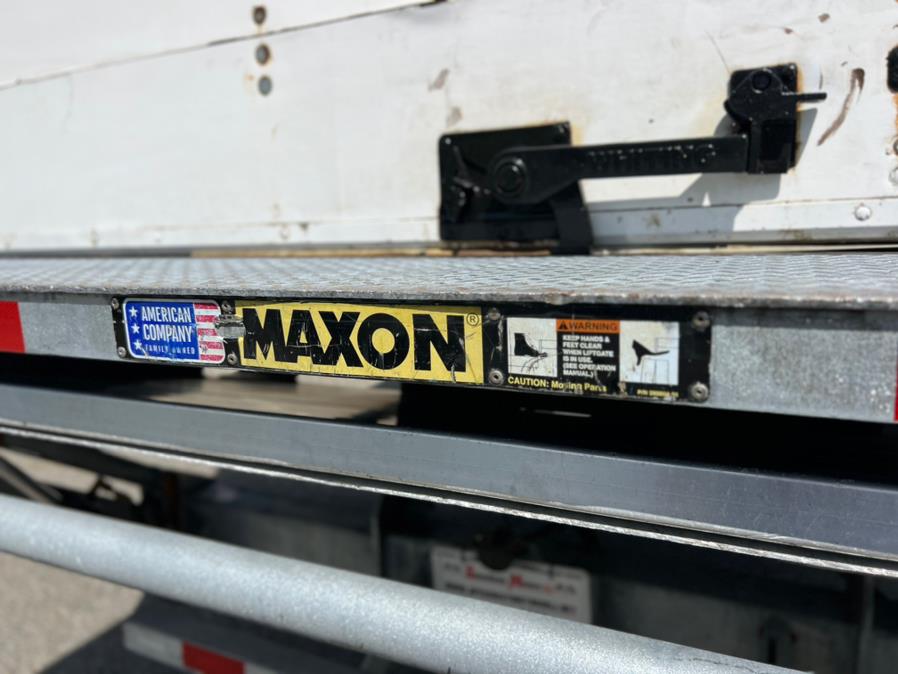 WHITING
AMERICAN
COMPANY
FAMILY OWNED
MAXON®
WARNING
KEEP HANDS &
FEET CLEAR
WHEN LIFTGATE
IS IN USE.
(SEE OPERATION
MANUAL.)
CAUTION: Moving Parts
P/N